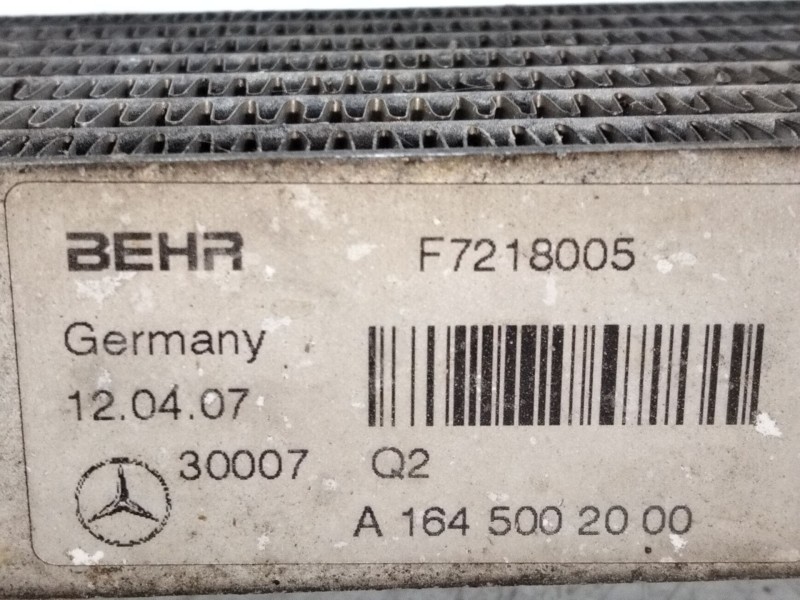 BEHR F7218005
Germany
12.04.07
30007 Q2
A 164 500 20 00